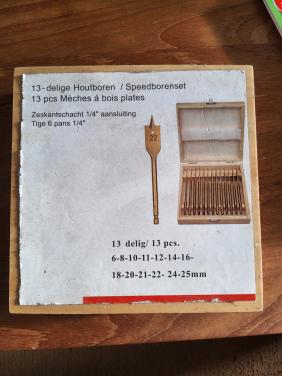 13-delige Houtboren / Speedborenset
13 pcs Mèches á bois plates
Zeskantschacht 1/4" aansluiting
Tige 6 pans 1/4"
22
13 delig/ 13 pcs.
6-8-10-11-12-14-16-
18-20-21-22- 24-25mm